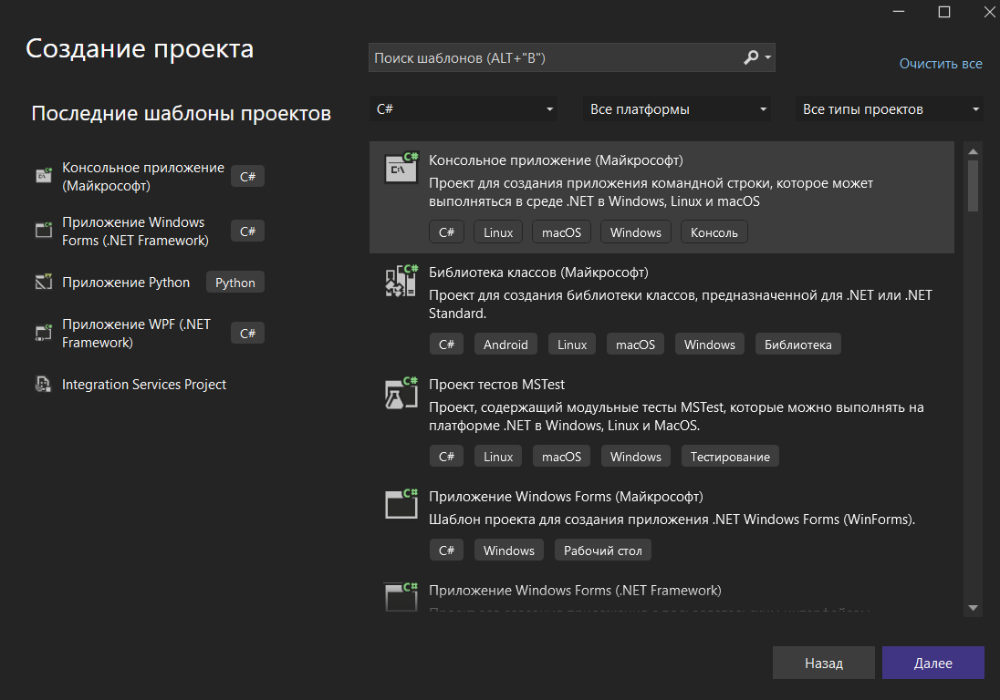 Создание проекта
Поиск шаблонов (ALT+"В")
Очистить все
Последние шаблоны проектов
C#
Все платформы
Все типы проектов
Консольное приложение
(Майкрософт)
C#
Приложение Windows
Forms (.NET Framework)
C#
Приложение Python
Python
Приложение WPF (.NET
Framework)
C#
Integration Services Project
C#
C:\
Консольное приложение (Майкрософт)
Проект для создания приложения командной строки, которое может
выполняться в среде .NET в Windows, Linux и macOS
C#
Linux
macOS
Windows
Консоль
C#
Библиотека классов (Майкрософт)
Проект для создания библиотеки классов, предназначенной для .NET или .NET
Standard.
C#
Android
Linux
macOS
Windows
Библиотека
C#
Проект тестов MSTest
Проект, содержащий модульные тесты MSTest, которые можно выполнять на
платформе .NET в Windows, Linux и MacOS.
C#
Linux
macOS
Windows
Тестирование
C#
Приложение Windows Forms (Майкрософт)
Шаблон проекта для создания приложения .NET Windows Forms (WinForms).
C#
Windows
Рабочий стол
C#
Приложение Windows Forms (.NET Framework)
Назад
Далее